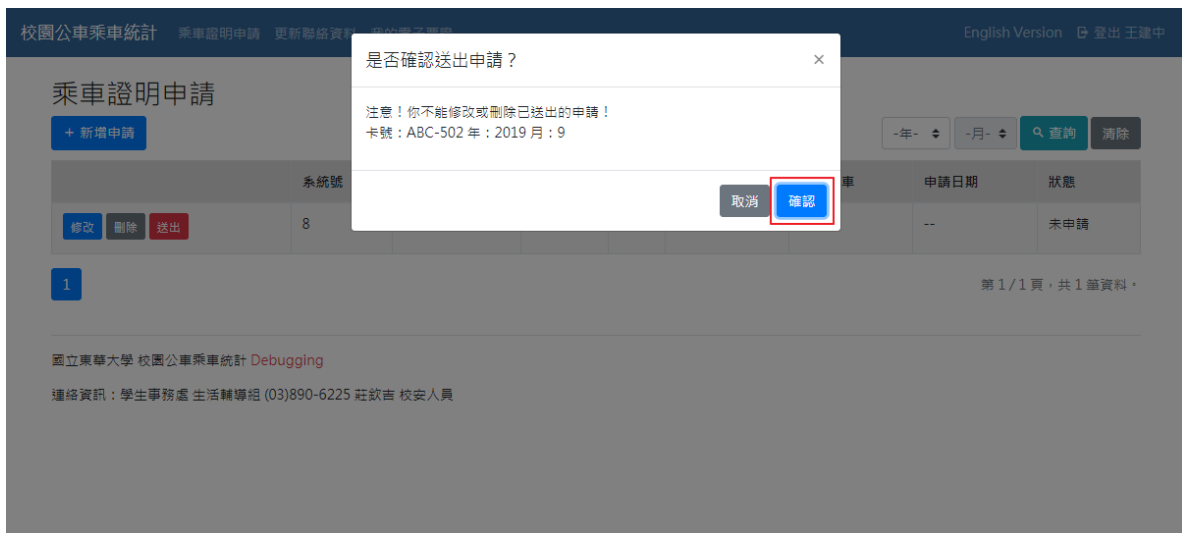 校園公車乘車統計 乘車證明申請 更新聯絡資料 English Version 登出 王建中
是否確認送出申請？ ×
注意！你不能修改或刪除已送出的申請！
卡號：ABC-502 年：2019 月：9
取消 確認
乘車證明申請
+ 新增申請 -年- -月- 查詢 清除
系統號 車 申請日期 狀態
修改 刪除 送出 8 -- 未申請
1 第 1 / 1 頁，共 1 筆資料。
國立東華大學 校園公車乘車統計 Debugging
連絡資訊：學生事務處 生活輔導組 (03)890-6225 莊欽吉 校安人員